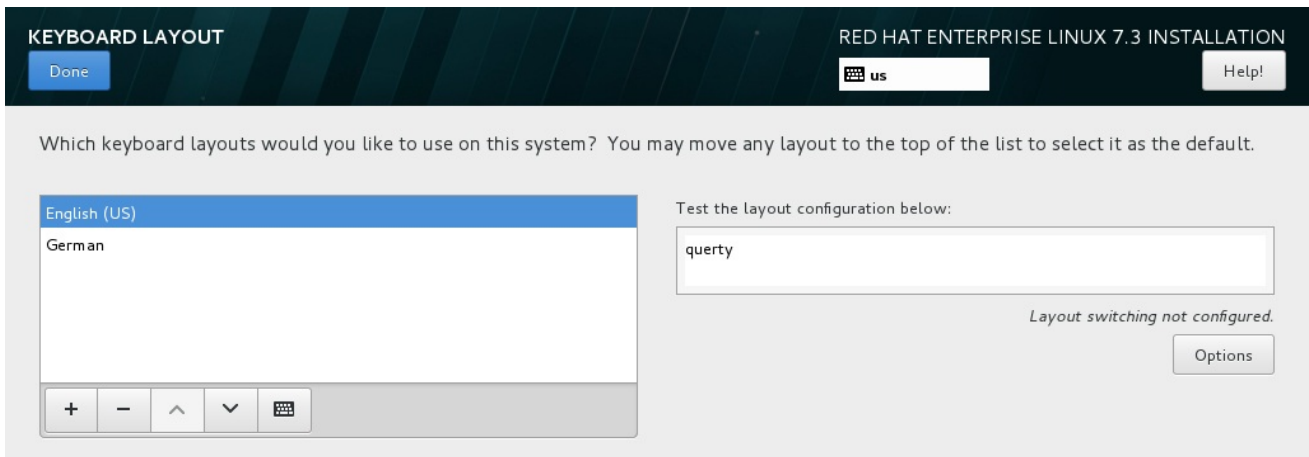 KEYBOARD LAYOUT
RED HAT ENTERPRISE LINUX 7.3 INSTALLATION
Done
us
Help!
Which keyboard layouts would you like to use on this system? You may move any layout to the top of the list to select it as the default.
English (US)
German
Test the layout configuration below:
querty
Layout switching not configured.
Options